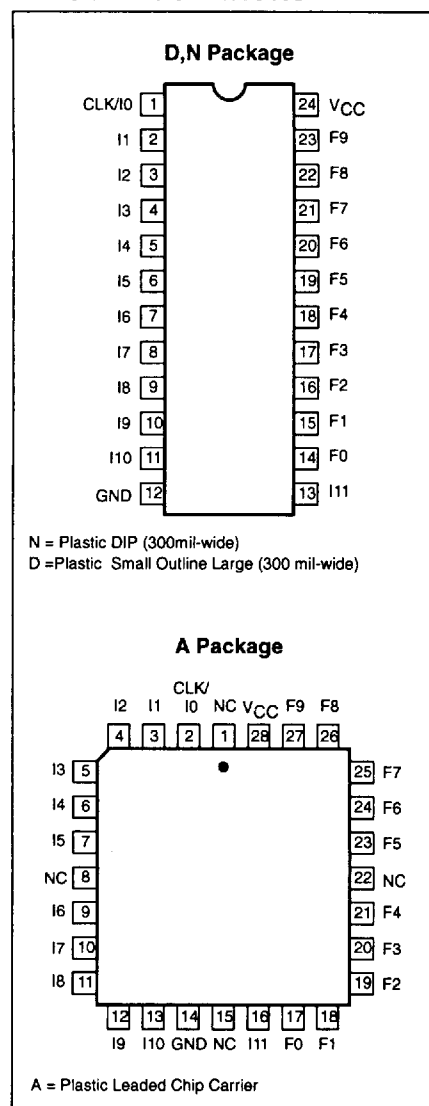 D,N Package
CLK/I0 1 24 VCC
I1 2 23 F9
I2 3 22 F8
I3 4 21 F7
I4 5 20 F6
I5 6 19 F5
I6 7 18 F4
I7 8 17 F3
I8 9 16 F2
I9 10 15 F1
I10 11 14 F0
GND 12 13 I11
N = Plastic DIP (300mil-wide)
D =Plastic Small Outline Large (300 mil-wide)
A Package
I2 I1 CLK/I0 NC VCC F9 F8
4 3 2 1 28 27 26
I3 5 25 F7
I4 6 24 F6
I5 7 23 F5
NC 8 22 NC
I6 9 21 F4
I7 10 20 F3
I8 11 19 F2
12 13 14 15 16 17 18
I9 I10 GND NC I11 F0 F1
A = Plastic Leaded Chip Carrier